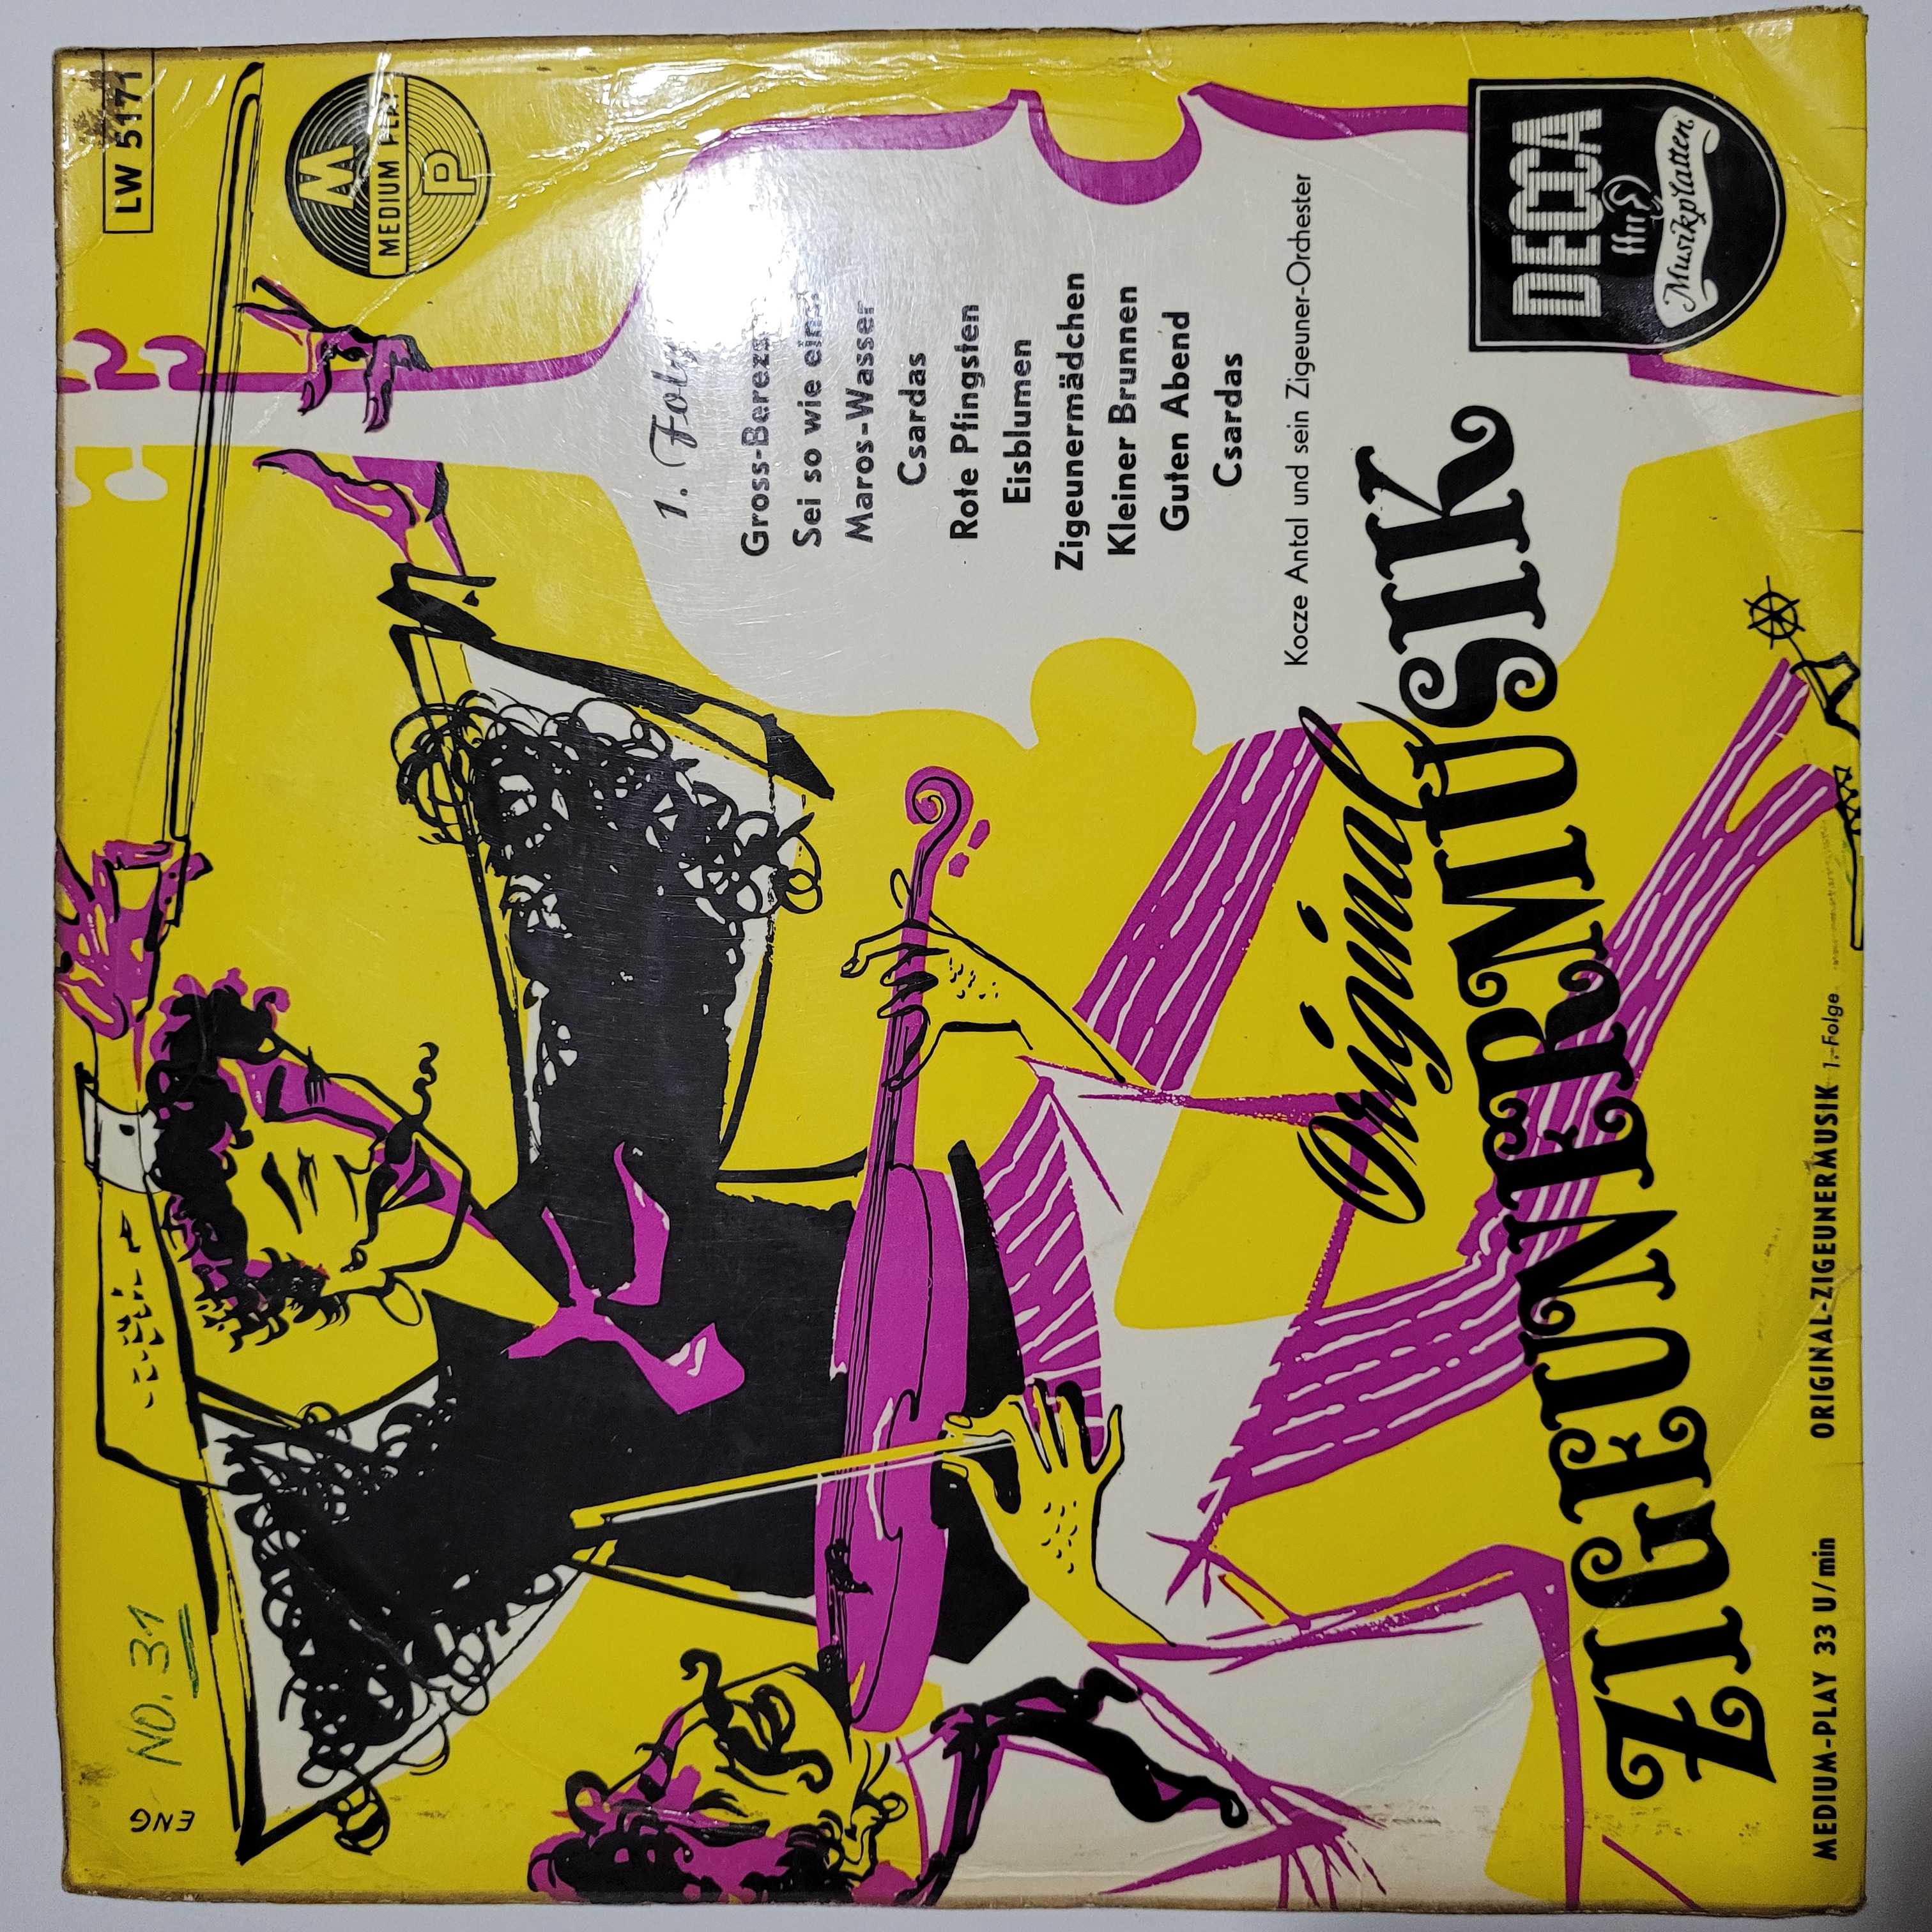 LW 5171
M
MEDIUM PLAY
P
1. Folge
Gross-Berezna
Sei so wie einst
Maros-Wasser
Csardas
Rote Pfingsten
Eisblumen
Zigeunermädchen
Kleiner Brunnen
Guten Abend
Csardas
Kocze Antal und sein Zigeuner-Orchester
DECCA
ffrr
Musikplatten
Original
ZIGEUNERMUSIK
MEDIUM-PLAY 33 U/min
ORIGINAL-ZIGEUNERMUSIK 1. Folge
NO. 31
ENG